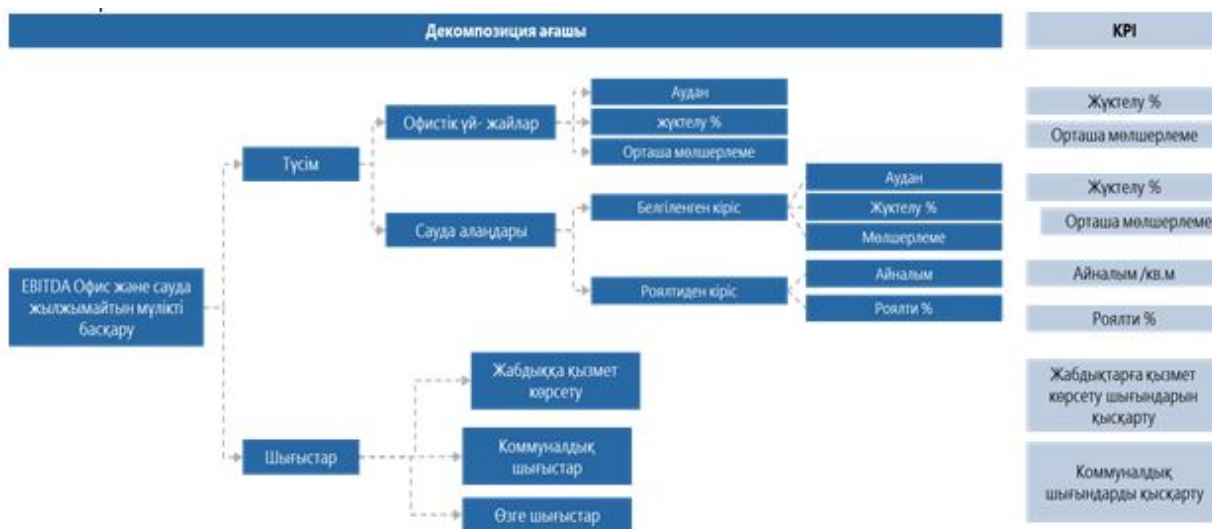 Декомпозиция ағашы
KPI
Аудан
Офистік үй- жайлар
жүктелу %
Орташа мөлшерлеме
Жүктелу %
Орташа мөлшерлеме
Түсім
Аудан
Белгіленген кіріс
Жүктелу %
Мөлшерлеме
Жүктелу %
Орташа мөлшерлеме
Сауда алаңдары
Айналым
Роялтиден кіріс
Роялти %
Айналым /кв.м
Роялти %
EBITDA Офис және сауда
жылжымайтын мүлікті
басқару
Жабдыққа қызмет
көрсету
Жабдықтарға қызмет
көрсету шығындарын
қысқарту
Шығыстар
Коммуналдық
шығыстар
Коммуналдық
шығындарды қысқарту
Өзге шығыстар